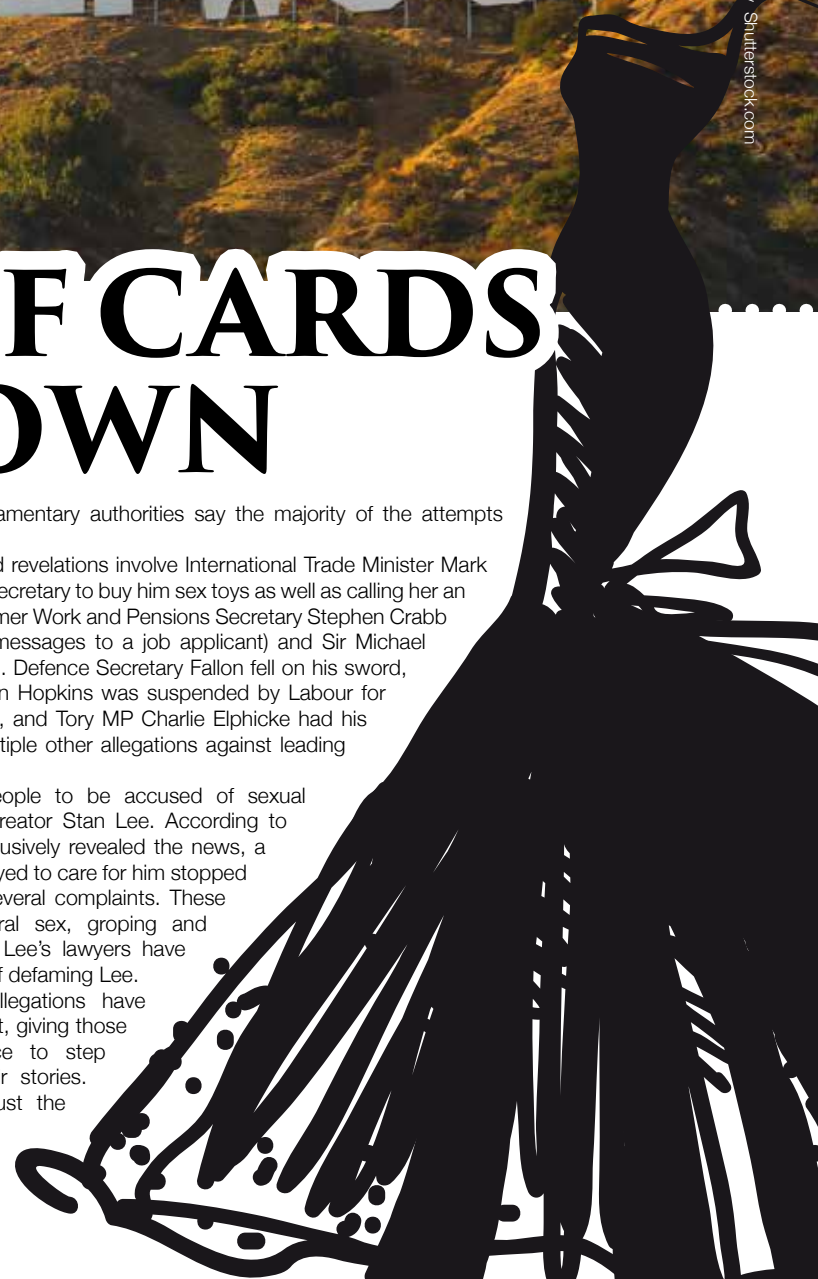 Shutterstock.com
F CARDS
OWN
amentary authorities say the majority of the attempts
d revelations involve International Trade Minister Mark
ecretary to buy him sex toys as well as calling her an
mer Work and Pensions Secretary Stephen Crabb
messages to a job applicant) and Sir Michael
. Defence Secretary Fallon fell on his sword,
n Hopkins was suspended by Labour for
, and Tory MP Charlie Elphicke had his
tiple other allegations against leading
eople to be accused of sexual
reator Stan Lee. According to
usively revealed the news, a
yed to care for him stopped
everal complaints. These
ral sex, groping and
Lee’s lawyers have
f defaming Lee.
llegations have
t, giving those
ce to step
r stories.
ust the